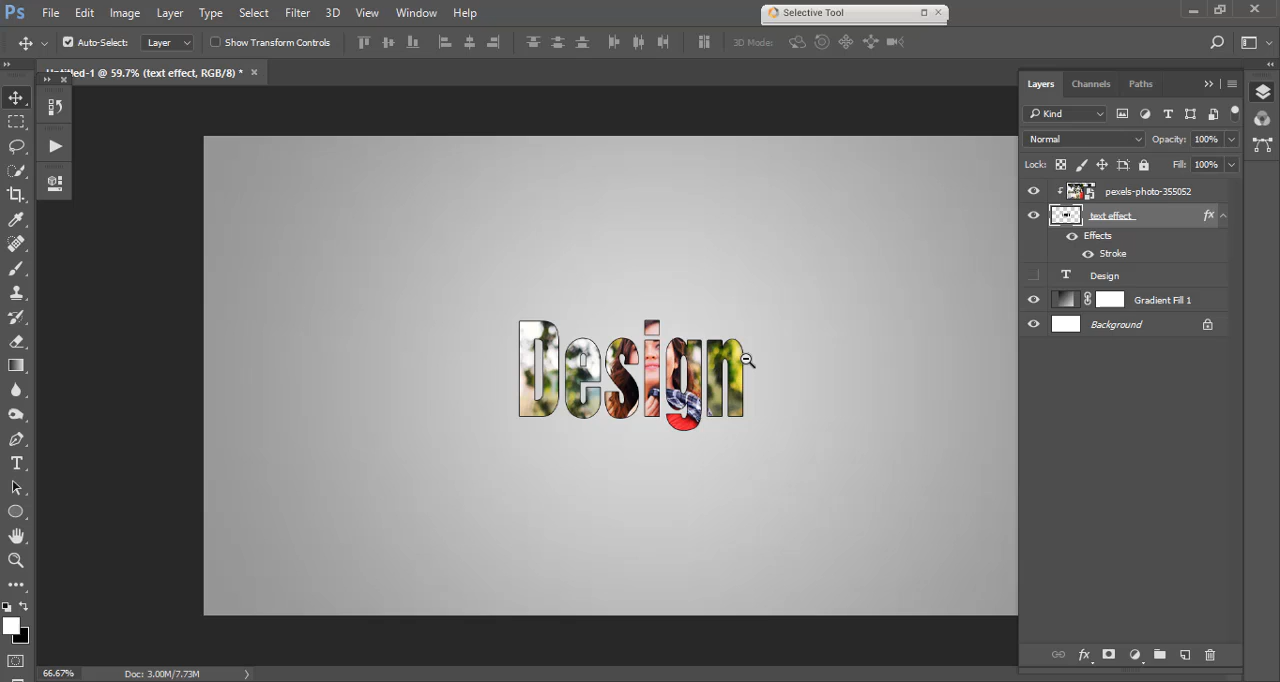 Ps File Edit Image Layer Type Select Filter 3D View Window Help
Selective Tool
Auto-Select: Layer Show Transform Controls 3D Mode:
Untitled-1 @ 59.7% (text effect, RGB/8) *
Layers Channels Paths
Kind
Normal Opacity: 100%
Lock: Fill: 100%
pexels-photo-355052
text effect fx
Effects
Stroke
T Design
Gradient Fill 1
Background
Design
fx
66.67% Doc: 3.00M/7.73M